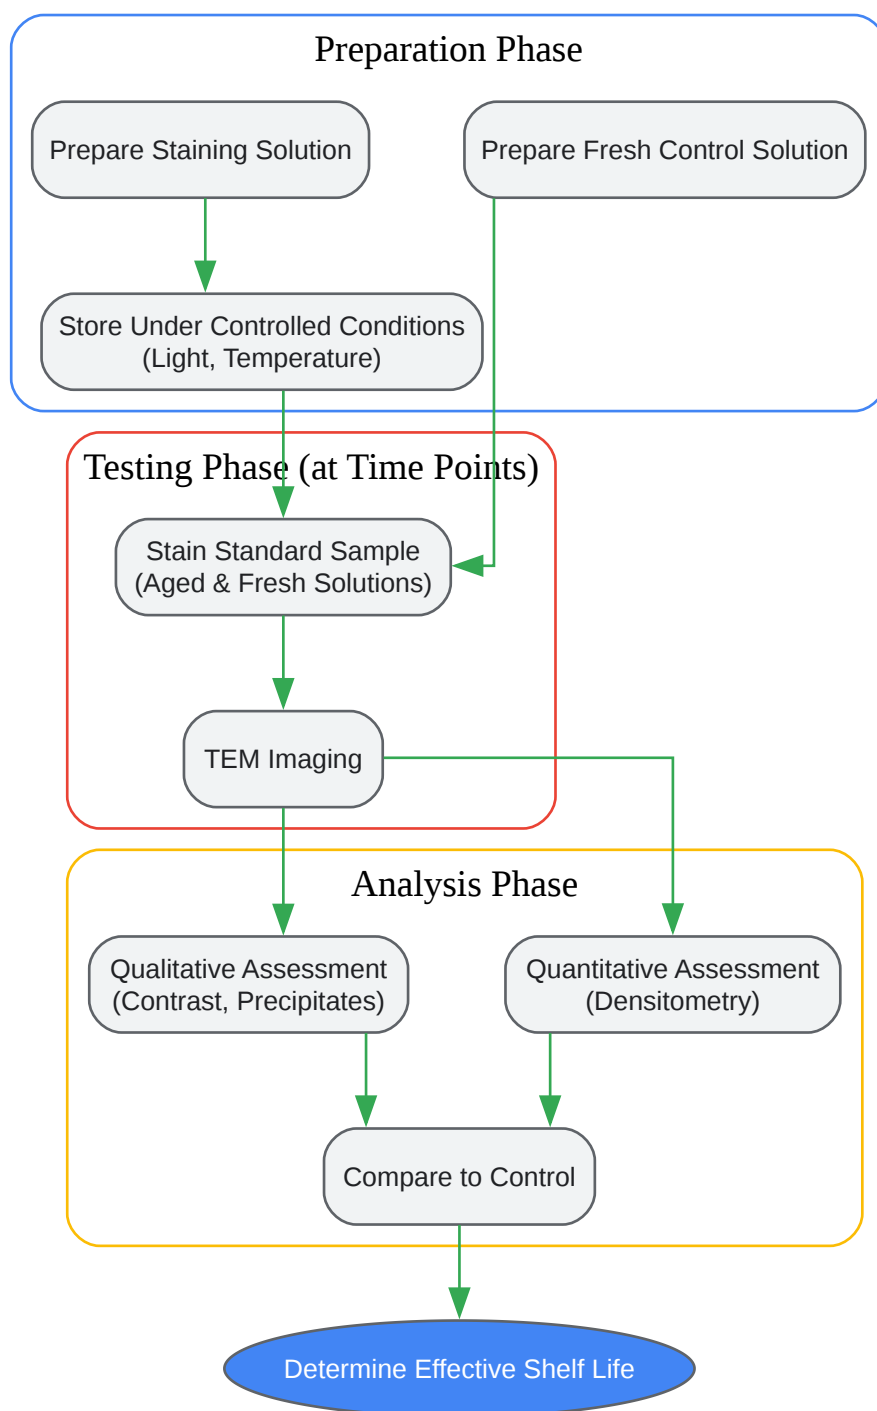 Preparation Phase
Prepare Staining Solution
Prepare Fresh Control Solution
Store Under Controlled Conditions
(Light, Temperature)
Testing Phase (at Time Points)
Stain Standard Sample
(Aged & Fresh Solutions)
TEM Imaging
Analysis Phase
Qualitative Assessment
(Contrast, Precipitates)
Quantitative Assessment
(Densitometry)
Compare to Control
Determine Effective Shelf Life